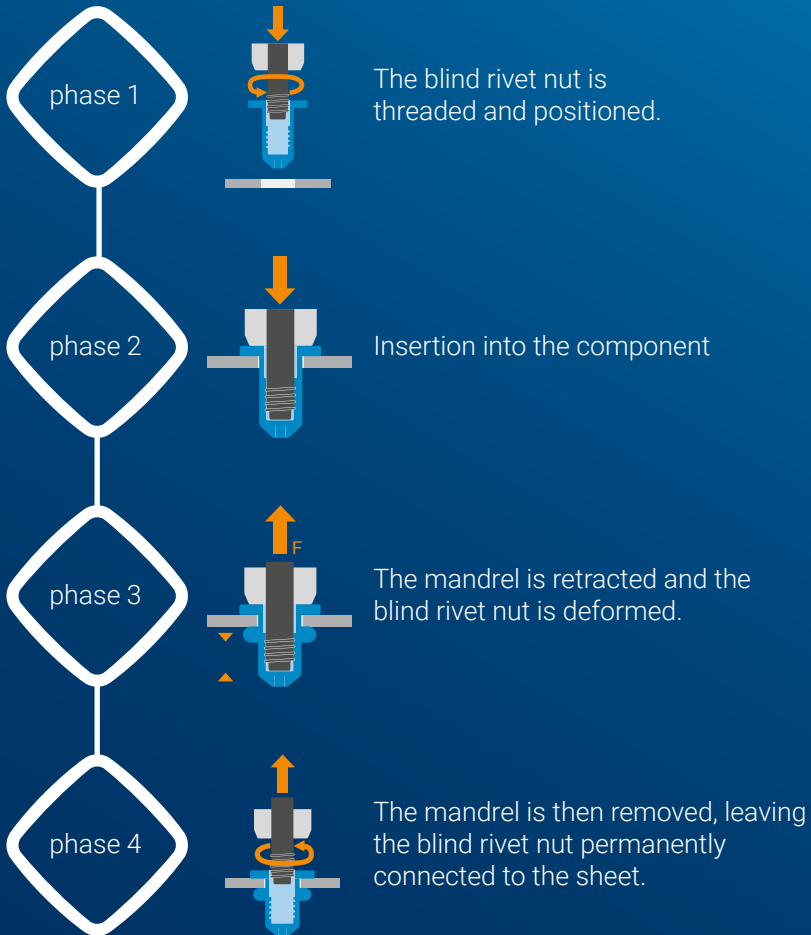 phase 1
The blind rivet nut is
threaded and positioned.
phase 2
Insertion into the component
F
phase 3
The mandrel is retracted and the
blind rivet nut is deformed.
phase 4
The mandrel is then removed, leaving
the blind rivet nut permanently
connected to the sheet.